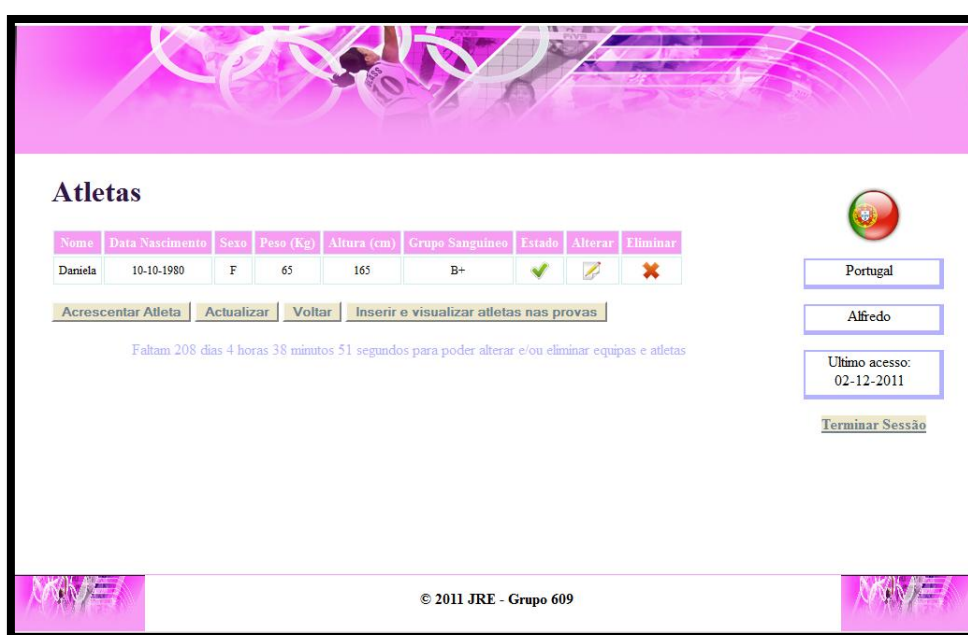 Atletas
Nome Data Nascimento Sexo Peso (Kg) Altura (cm) Grupo Sanguineo Estado Alterar Eliminar
Daniela 10-10-1980 F 65 165 B+
Acrescentar Atleta Actualizar Voltar Inserir e visualizar atletas nas provas
Faltam 208 dias 4 horas 38 minutos 51 segundos para poder alterar e/ou eliminar equipas e atletas
Portugal
Alfredo
Ultimo acesso:
02-12-2011
Terminar Sessão
© 2011 JRE - Grupo 609